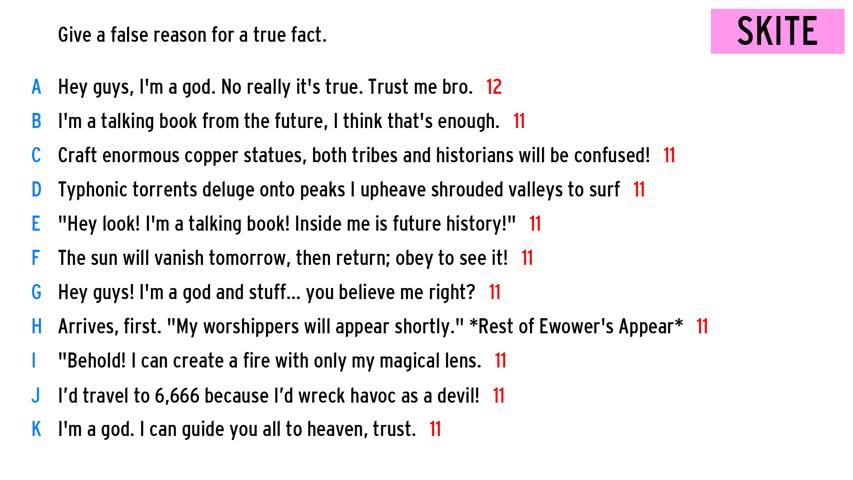 Give a false reason for a true fact.
SKITE
A Hey guys, I'm a god. No really it's true. Trust me bro. 12
B I'm a talking book from the future, I think that's enough. 11
C Craft enormous copper statues, both tribes and historians will be confused! 11
D Typhonic torrents deluge onto peaks I upheave shrouded valleys to surf 11
E "Hey look! I'm a talking book! Inside me is future history!" 11
F The sun will vanish tomorrow, then return; obey to see it! 11
G Hey guys! I'm a god and stuff... you believe me right? 11
H Arrives, first. "My worshippers will appear shortly." *Rest of Ewower's Appear* 11
I "Behold! I can create a fire with only my magical lens. 11
J I’d travel to 6,666 because I’d wreck havoc as a devil! 11
K I'm a god. I can guide you all to heaven, trust. 11